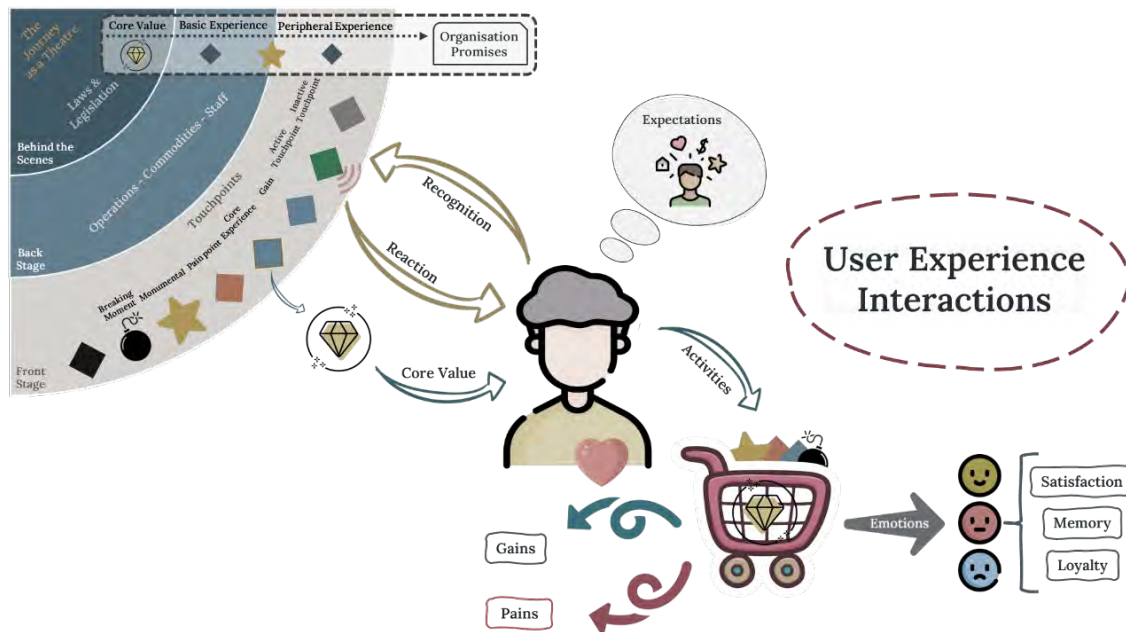 The
Journey
as a Theatre
Core Value
Basic Experience
Peripheral Experience
Organisation
Promises
Laws &
Legislation
Behind the
Scenes
Operations - Commodities - Staff
Back
Stage
Touchpoints
Inactive
Touchpoint
Active
Touchpoint
Gain
Core
Experience
Pain point
Monumental
Breaking
Moment
Front
Stage
Recognition
Reaction
Expectations
$
User Experience
Interactions
Core Value
Activities
Gains
Pains
Emotions
Satisfaction
Memory
Loyalty